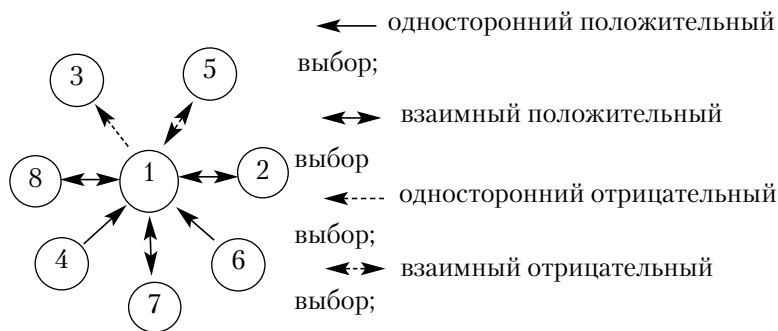 односторонний положительный
выбор;
взаимный положительный
выбор
односторонний отрицательный
выбор;
взаимный отрицательный
выбор;
3
5
8
1
2
4
6
7